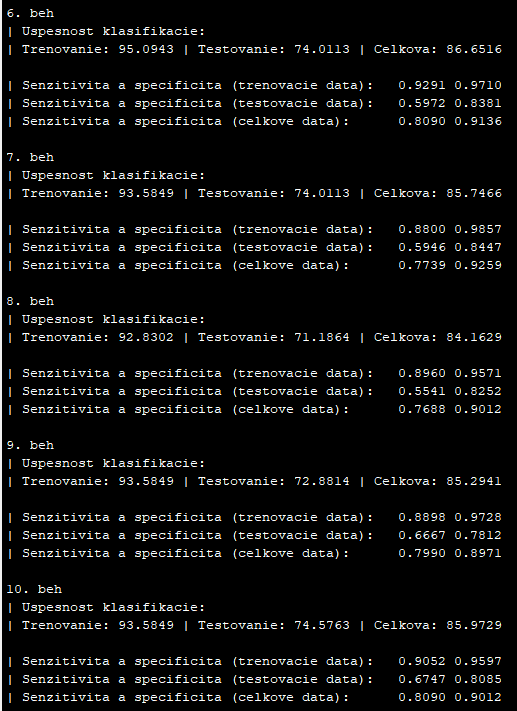 6. beh
| Uspesnost klasifikacie:
| Trenovanie: 95.0943 | Testovanie: 74.0113 | Celkova: 86.6516
| Senzitivita a specificita (trenovacie data): 0.9291 0.9710
| Senzitivita a specificita (testovacie data): 0.5972 0.8381
| Senzitivita a specificita (celkove data): 0.8090 0.9136
7. beh
| Uspesnost klasifikacie:
| Trenovanie: 93.5849 | Testovanie: 74.0113 | Celkova: 85.7466
| Senzitivita a specificita (trenovacie data): 0.8800 0.9857
| Senzitivita a specificita (testovacie data): 0.5946 0.8447
| Senzitivita a specificita (celkove data): 0.7739 0.9259
8. beh
| Uspesnost klasifikacie:
| Trenovanie: 92.8302 | Testovanie: 71.1864 | Celkova: 84.1629
| Senzitivita a specificita (trenovacie data): 0.8960 0.9571
| Senzitivita a specificita (testovacie data): 0.5541 0.8252
| Senzitivita a specificita (celkove data): 0.7688 0.9012
9. beh
| Uspesnost klasifikacie:
| Trenovanie: 93.5849 | Testovanie: 72.8814 | Celkova: 85.2941
| Senzitivita a specificita (trenovacie data): 0.8898 0.9728
| Senzitivita a specificita (testovacie data): 0.6667 0.7812
| Senzitivita a specificita (celkove data): 0.7990 0.8971
10. beh
| Uspesnost klasifikacie:
| Trenovanie: 93.5849 | Testovanie: 74.5763 | Celkova: 85.9729
| Senzitivita a specificita (trenovacie data): 0.9052 0.9597
| Senzitivita a specificita (testovacie data): 0.6747 0.8085
| Senzitivita a specificita (celkove data): 0.8090 0.9012